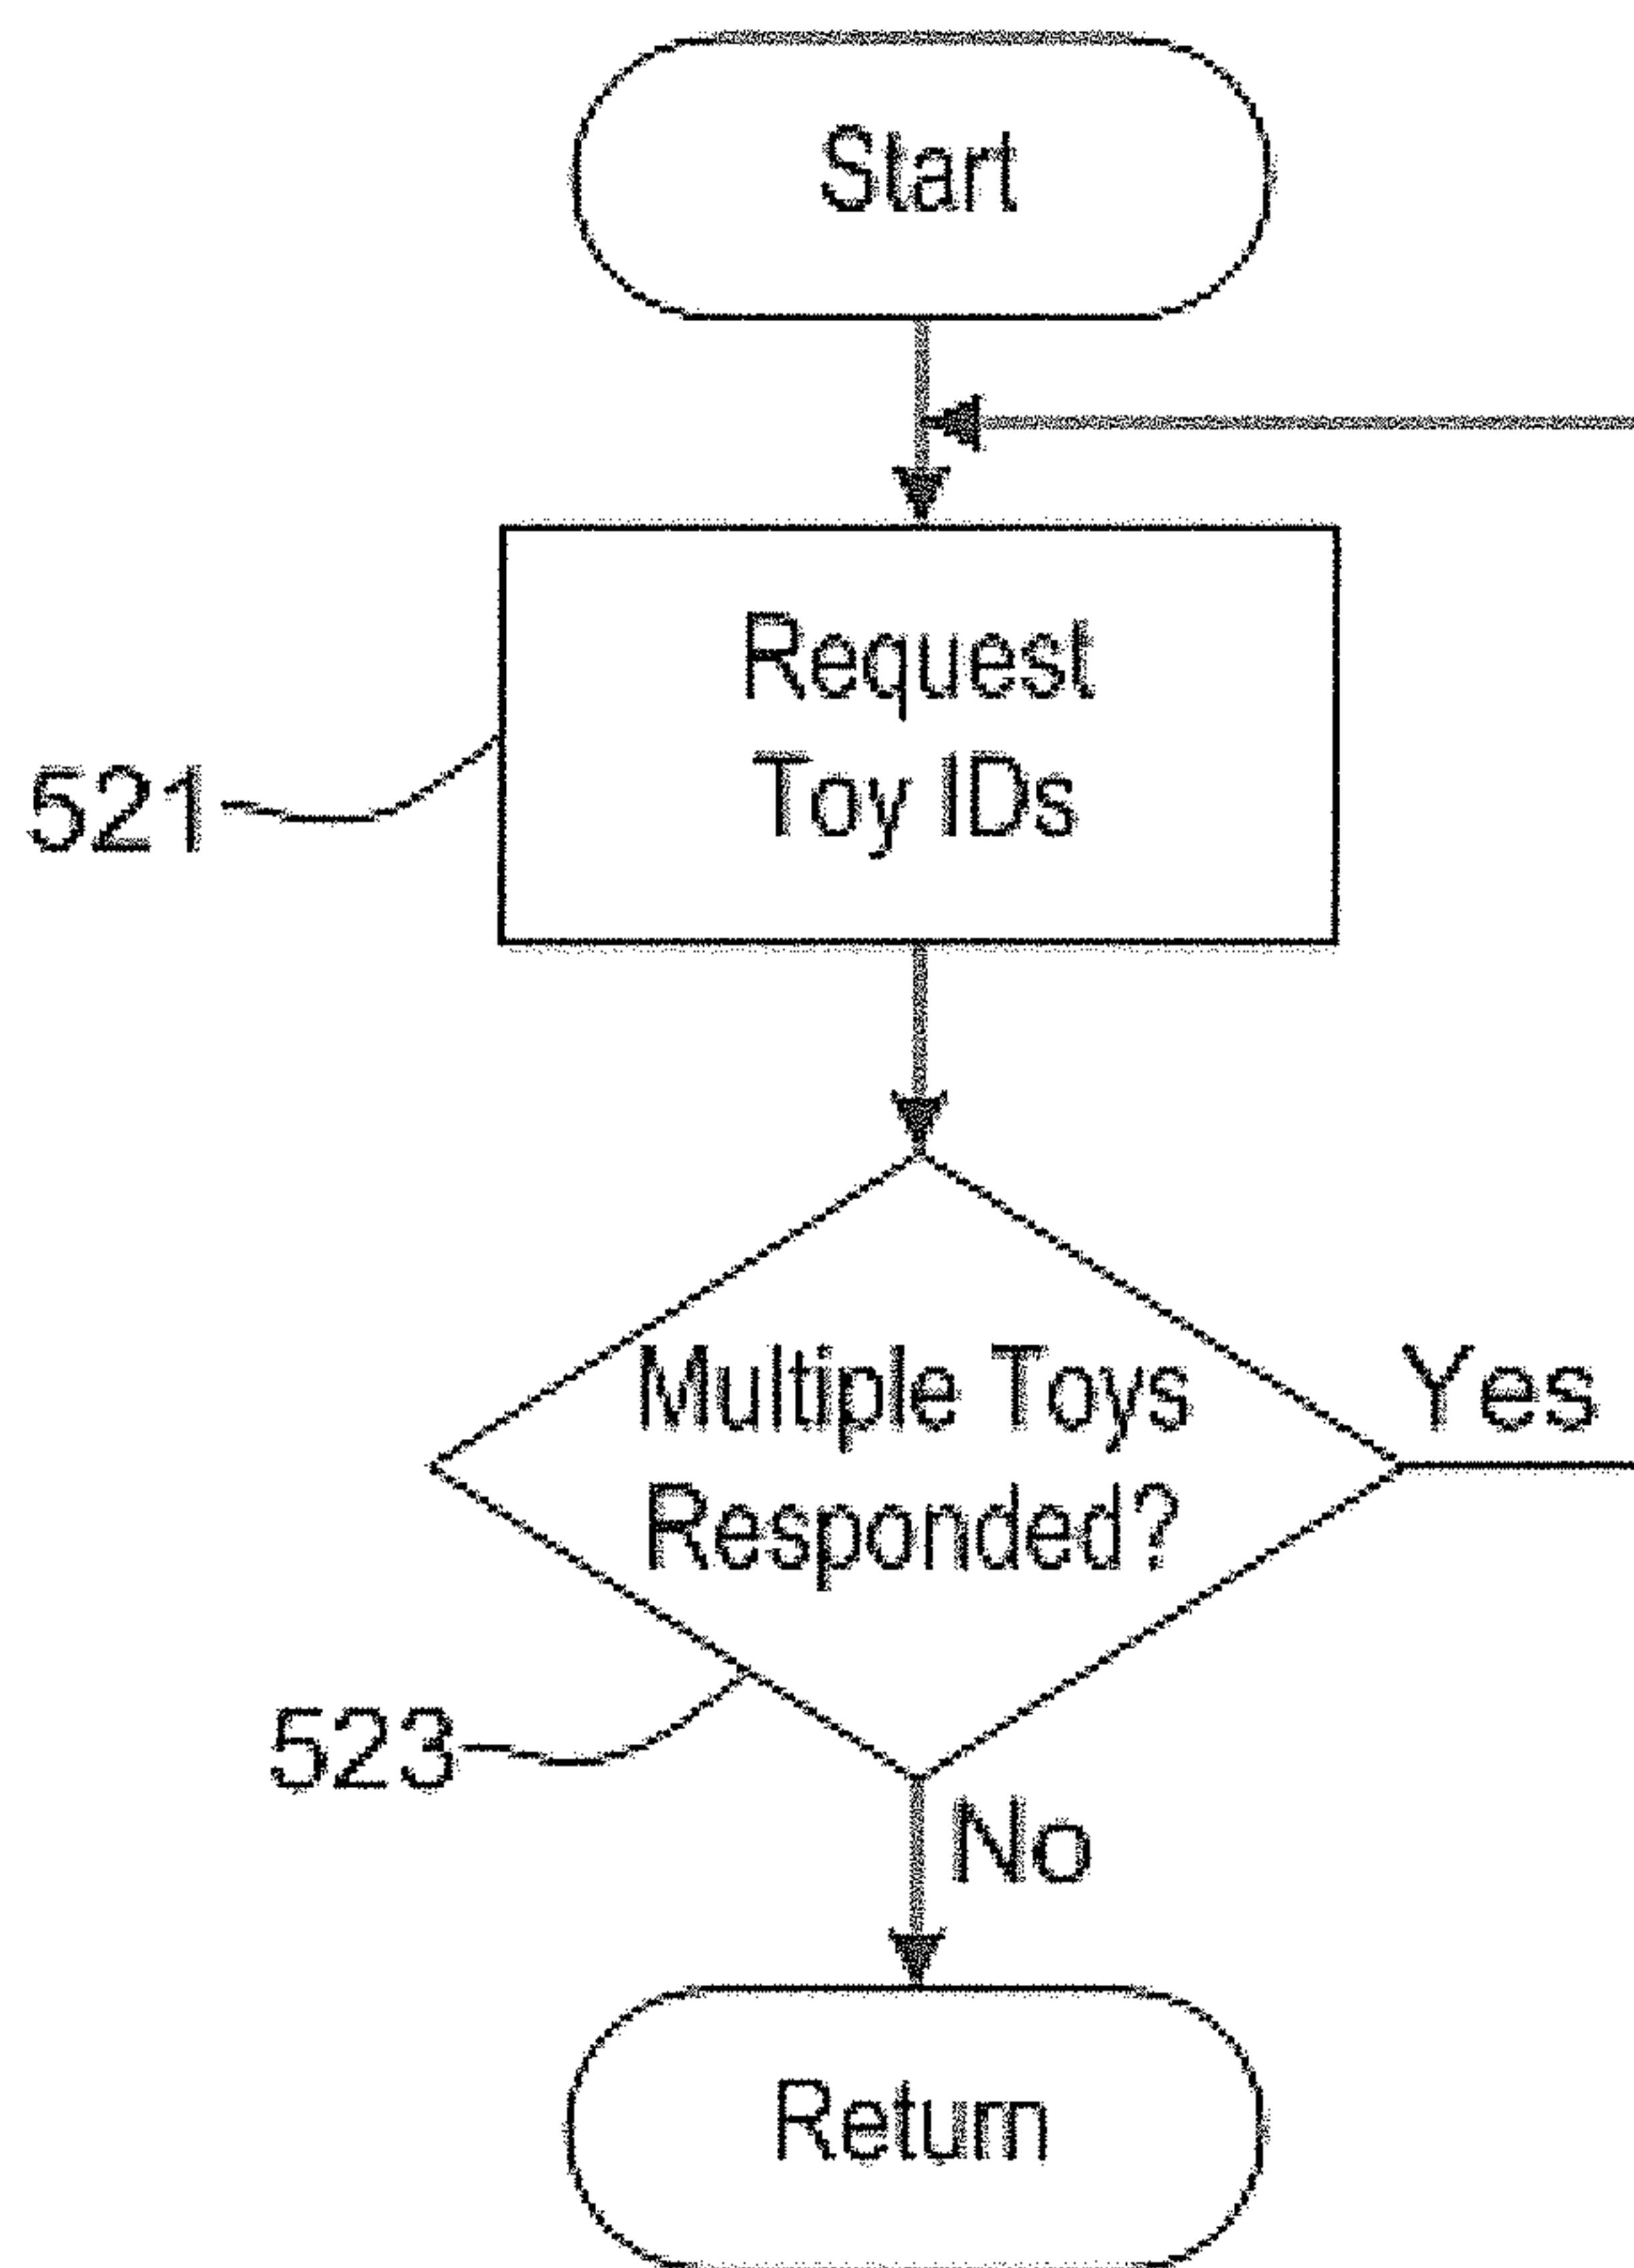 Start
Request
Toy IDs
521
Multiple Toys
Responded?
Yes
523
No
Return